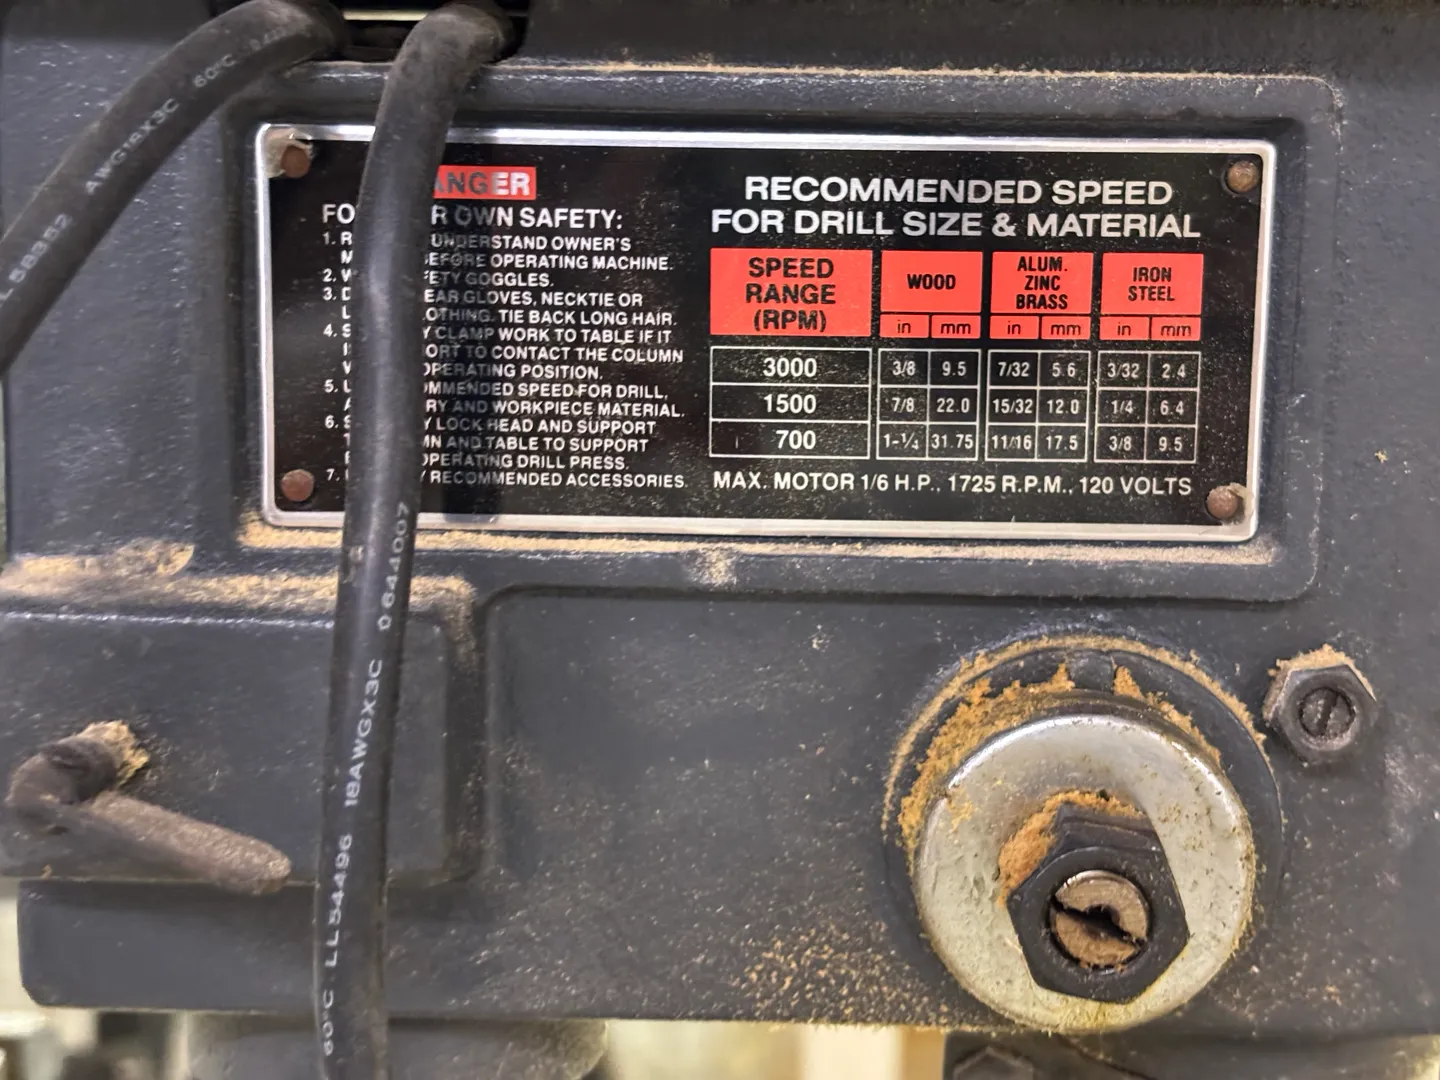 AWG18X3C 60°C
L 58352
ANGER
FO R OWN SAFETY:
1. R UNDERSTAND OWNER'S
M EFORE OPERATING MACHINE.
2. W ETY GOGGLES.
3. D EAR GLOVES, NECKTIE OR
L OTHING. TIE BACK LONG HAIR.
4. S Y CLAMP WORK TO TABLE IF IT
I ORT TO CONTACT THE COLUMN
W OPERATING POSITION.
5. U OMMENDED SPEED FOR DRILL,
A RY AND WORKPIECE MATERIAL.
6. S Y LOCK HEAD AND SUPPORT
T MN AND TABLE TO SUPPORT
OPERATING DRILL PRESS.
7. U Y RECOMMENDED ACCESSORIES.
RECOMMENDED SPEED
FOR DRILL SIZE & MATERIAL
SPEED RANGE (RPM) WOOD ALUM. ZINC BRASS IRON STEEL
in mm in mm in mm
3000 3/8 9.5 7/32 5.6 3/32 2.4
1500 7/8 22.0 15/32 12.0 1/4 6.4
700 1-1/4 31.75 11/16 17.5 3/8 9.5
MAX. MOTOR 1/6 H.P., 1725 R.P.M., 120 VOLTS
60°C LL54496 18AWGX3C 0644007